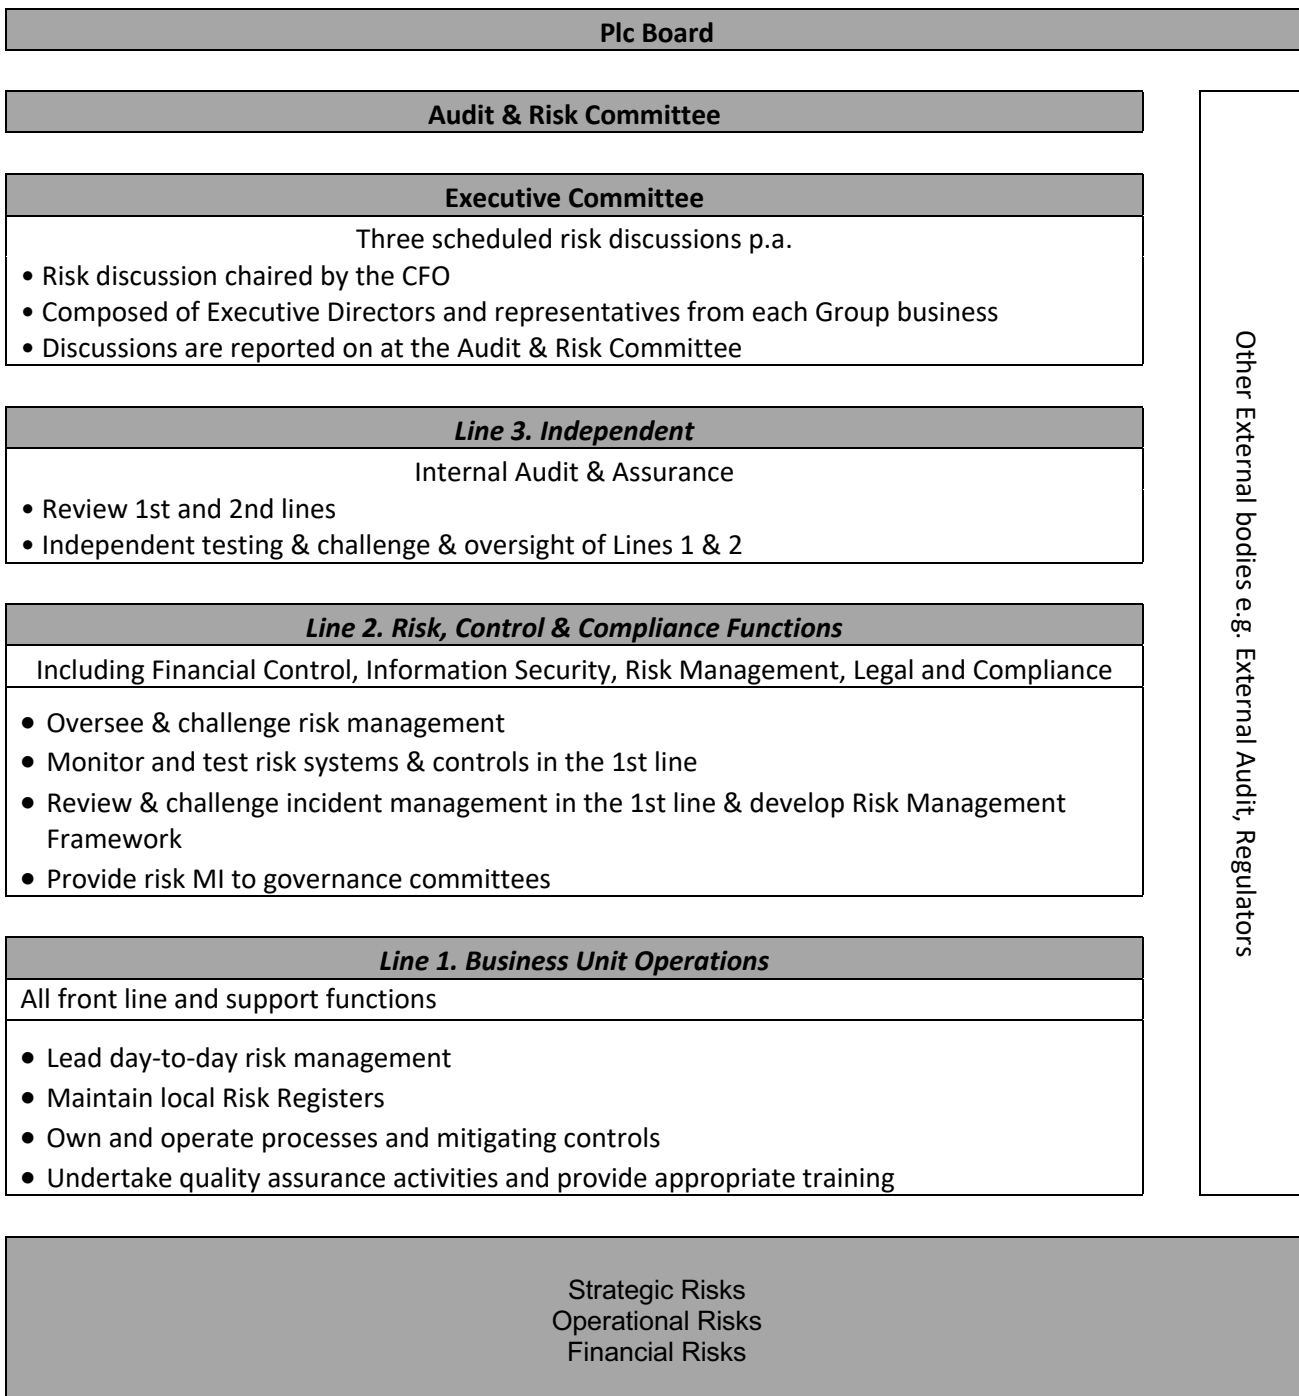 Plc Board
Audit & Risk Committee
Executive Committee
Three scheduled risk discussions p.a.
• Risk discussion chaired by the CFO
• Composed of Executive Directors and representatives from each Group business
• Discussions are reported on at the Audit & Risk Committee
Line 3. Independent
Internal Audit & Assurance
• Review 1st and 2nd lines
• Independent testing & challenge & oversight of Lines 1 & 2
Line 2. Risk, Control & Compliance Functions
Including Financial Control, Information Security, Risk Management, Legal and Compliance
• Oversee & challenge risk management
• Monitor and test risk systems & controls in the 1st line
• Review & challenge incident management in the 1st line & develop Risk Management
Framework
• Provide risk MI to governance committees
Line 1. Business Unit Operations
All front line and support functions
• Lead day-to-day risk management
• Maintain local Risk Registers
• Own and operate processes and mitigating controls
• Undertake quality assurance activities and provide appropriate training
Other External bodies e.g. External Audit, Regulators
Strategic Risks
Operational Risks
Financial Risks